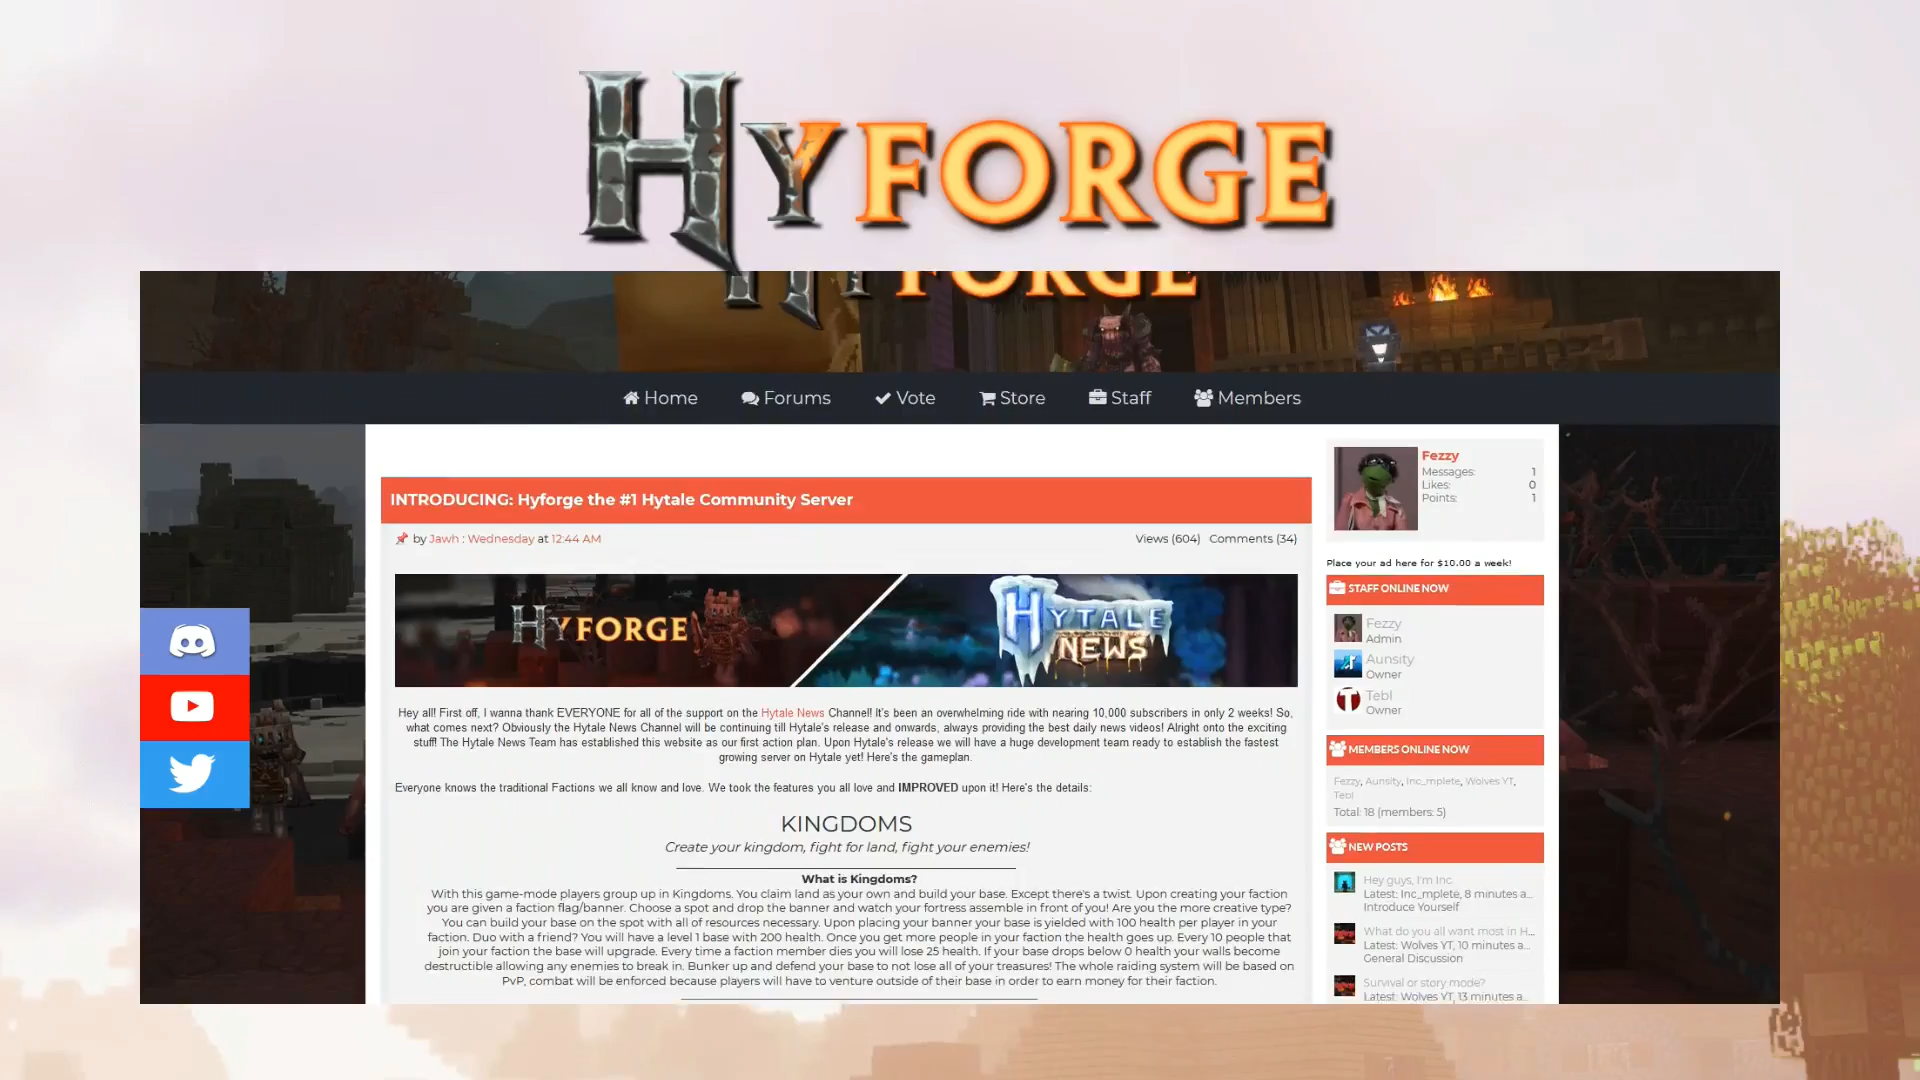 HYFORGE
HYFORGE
Home
Forums
Vote
Store
Staff
Members
INTRODUCING: Hyforge the #1 Hytale Community Server
by Jawh : Wednesday at 12:44 AM
Views (604) Comments (34)
HYFORGE
HYTALE
NEWS
Hey all! First off, I wanna thank EVERYONE for all of the support on the Hytale News Channel! It's been an overwhelming ride with nearing 10,000 subscribers in only 2 weeks! So,
what comes next? Obviously the Hytale News Channel will be continuing till Hytale's release and onwards, always providing the best daily news videos! Alright onto the exciting
stuff! The Hytale News Team has established this website as our first action plan. Upon Hytale's release we will have a huge development team ready to establish the fastest
growing server on Hytale yet! Here's the gameplan.
Everyone knows the traditional Factions we all know and love. We took the features you all love and IMPROVED upon it! Here's the details:
KINGDOMS
Create your kingdom, fight for land, fight your enemies!
What is Kingdoms?
With this game-mode players group up in Kingdoms. You claim land as your own and build your base. Except there's a twist. Upon creating your faction
you are given a faction flag/banner. Choose a spot and drop the banner and watch your fortress assemble in front of you! Are you the more creative type?
You can build your base on the spot with all of resources necessary. Upon placing your banner your base is yielded with 100 health per player in your
faction. Duo with a friend? You will have a level 1 base with 200 health. Once you get more people in your faction the health goes up. Every 10 people that
join your faction the base will upgrade. Every time a faction member dies you will lose 25 health. If your base drops below 0 health your walls become
destructible allowing any enemies to break in. Bunker up and defend your base to not lose all of your treasures! The whole raiding system will be based on
PvP, combat will be enforced because players will have to venture outside of their base in order to earn money for their faction.
Fezzy
Messages: 1
Likes: 0
Points: 1
Place your ad here for $10.00 a week!
STAFF ONLINE NOW
Fezzy
Admin
Aunsity
Owner
Tebl
Owner
MEMBERS ONLINE NOW
Fezzy, Aunsity, Inc_mplete, Wolves YT,
Tebl
Total: 18 (members: 5)
NEW POSTS
Hey guys, I'm Inc.
Latest: Inc_mplete, 8 minutes a...
Introduce Yourself
What do you all want most in H...
Latest: Wolves YT, 10 minutes a...
General Discussion
Survival or story mode?
Latest: Wolves YT, 13 minutes a...